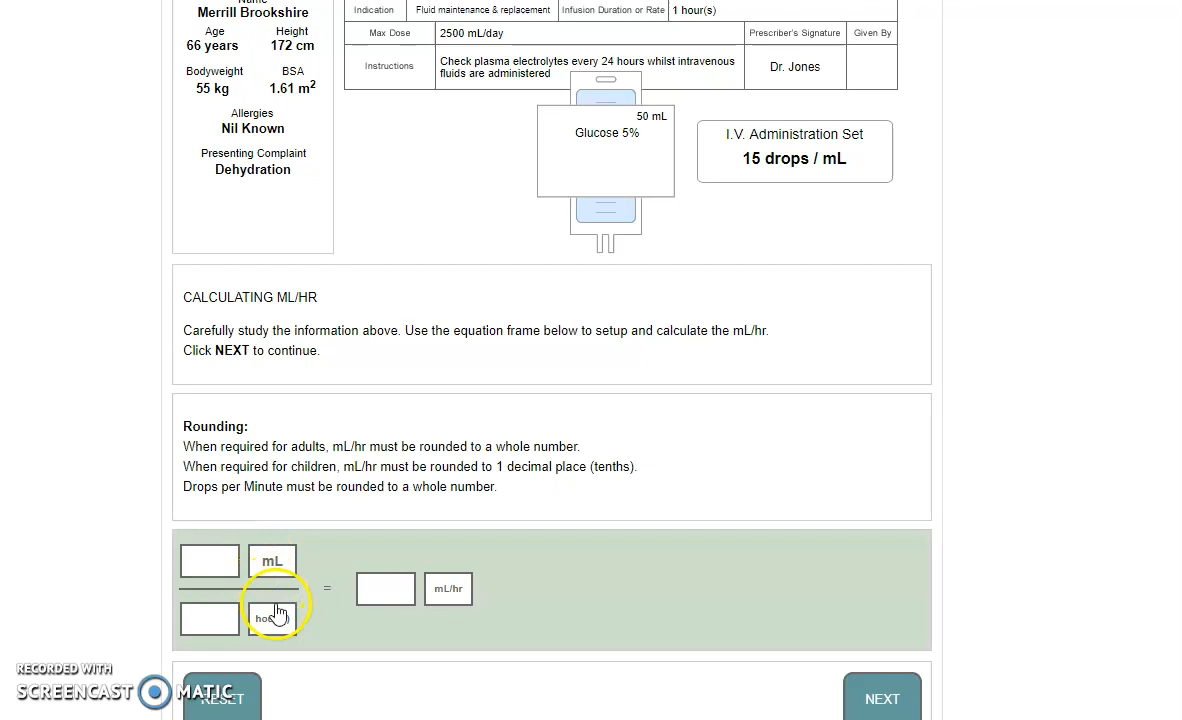 Name
Merrill Brookshire
Age Height
66 years 172 cm
Bodyweight BSA
55 kg 1.61 m²
Allergies
Nil Known
Presenting Complaint
Dehydration
Indication Fluid maintenance & replacement Infusion Duration or Rate 1 hour(s)
Max Dose 2500 mL/day Prescriber's Signature Given By
Instructions Check plasma electrolytes every 24 hours whilst intravenous
fluids are administered
Dr. Jones
50 mL
Glucose 5%
I.V. Administration Set
15 drops / mL
CALCULATING ML/HR
Carefully study the information above. Use the equation frame below to setup and calculate the mL/hr.
Click NEXT to continue.
Rounding:
When required for adults, mL/hr must be rounded to a whole number.
When required for children, mL/hr must be rounded to 1 decimal place (tenths).
Drops per Minute must be rounded to a whole number.
mL
= mL/hr
RECORDED WITH
SCREENCAST MATIC
RESET
NEXT